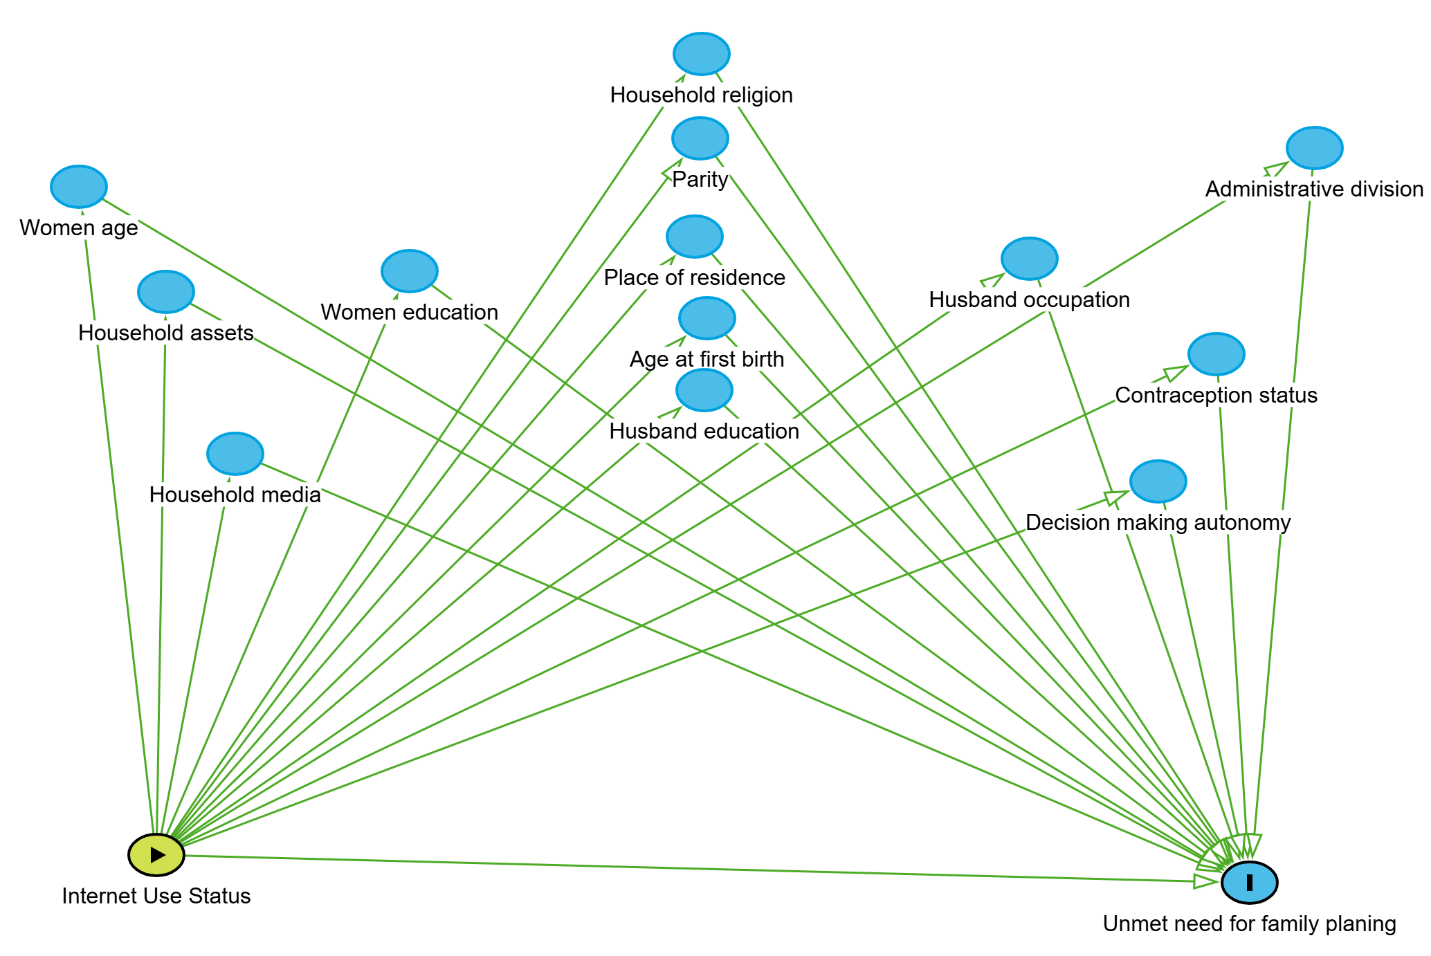 Household religion
Parity
Administrative division
Women age
Place of residence
Women education
Husband occupation
Household assets
Age at first birth
Contraception status
Husband education
Household media
Decision making autonomy
Internet Use Status
Unmet need for family planing